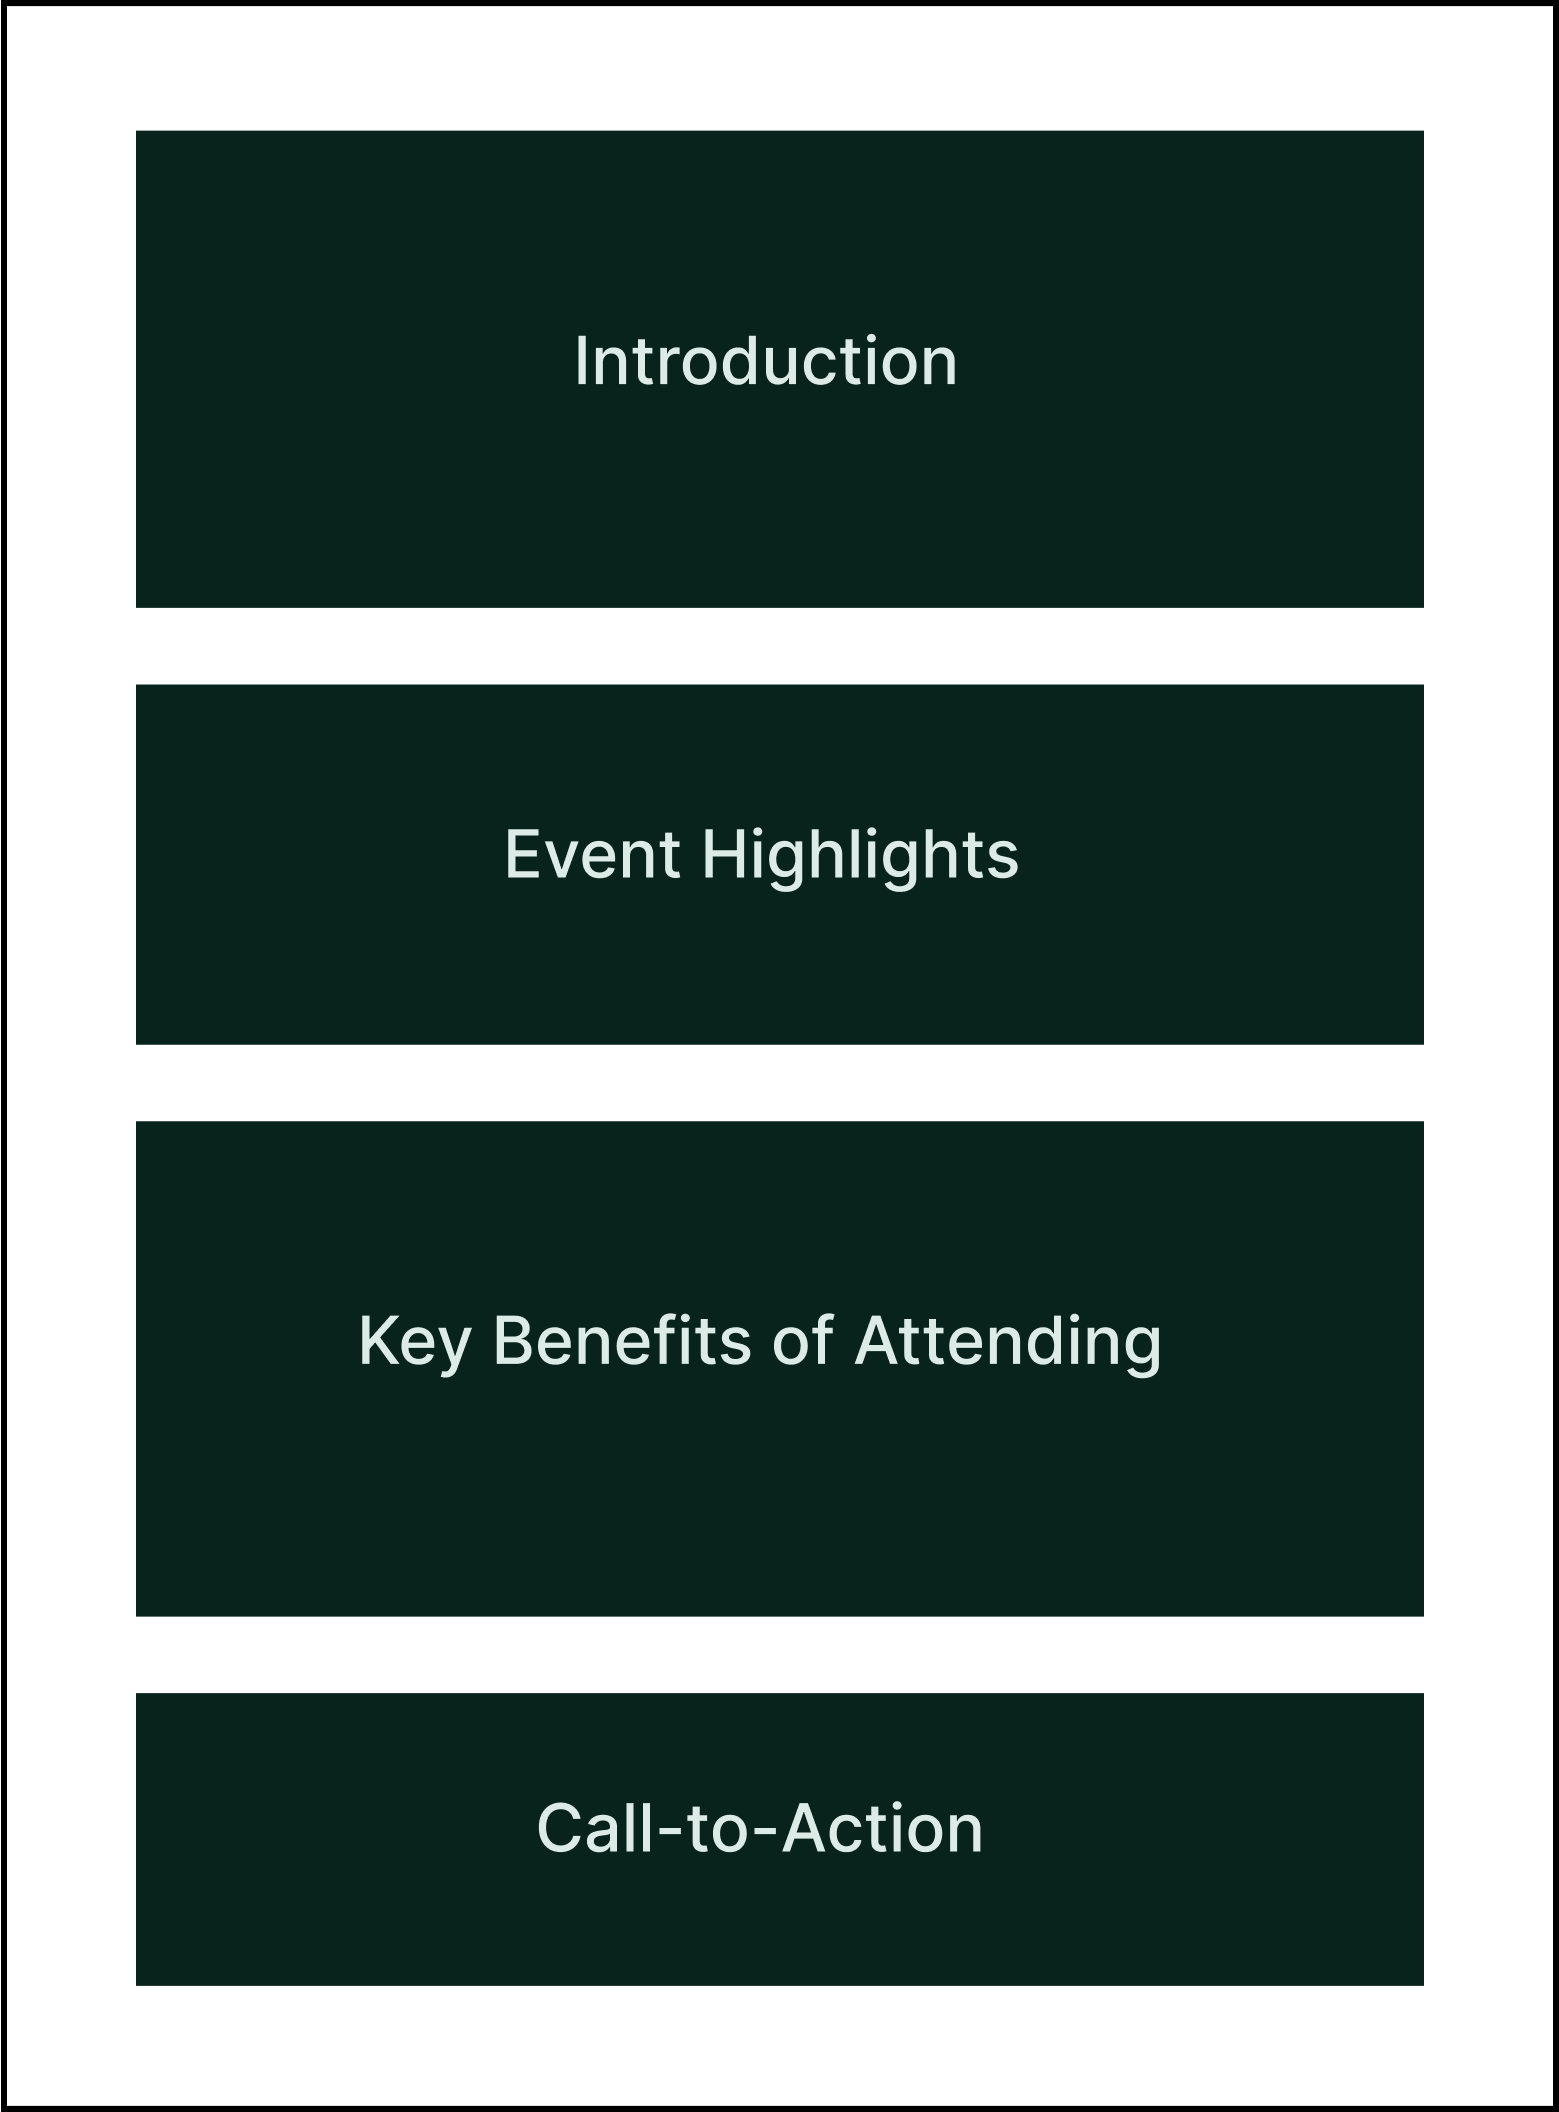 Introduction
Event Highlights
Key Benefits of Attending
Call-to-Action